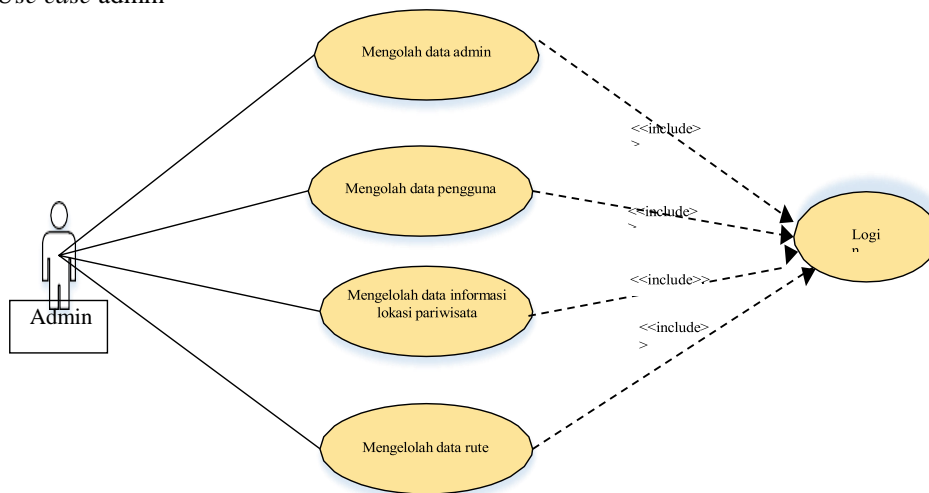 Use case admin
Mengolah data admin
<<include>
>
Mengolah data pengguna
<<include>
>
Logi
n
Mengelolah data informasi
lokasi pariwisata
<<include>>
Admin
<<include>
>
Mengelolah data rute